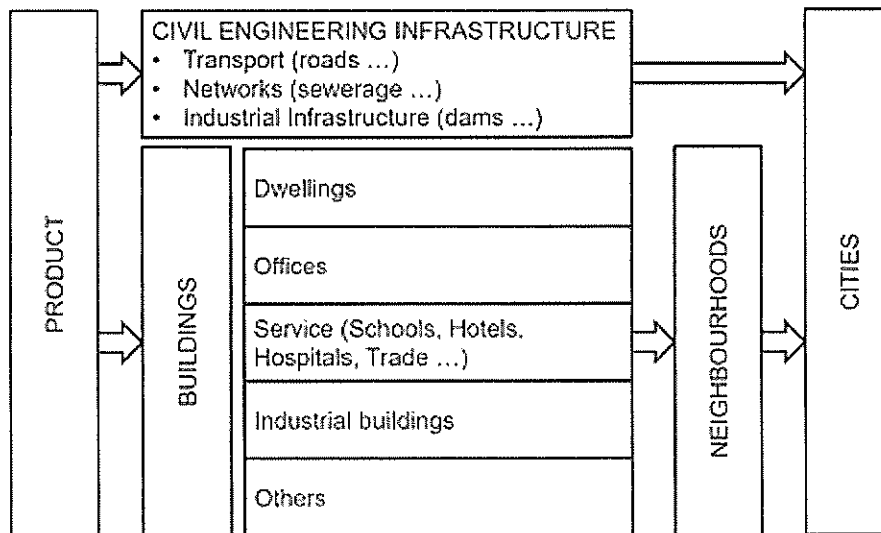 CIVIL ENGINEERING INFRASTRUCTURE
• Transport (roads ...)
• Networks (sewerage ...)
• Industrial Infrastructure (dams ...)
PRODUCT
BUILDINGS
Dwellings
Offices
Service (Schools, Hotels,
Hospitals, Trade ...)
Industrial buildings
Others
NEIGHBOURHOODS
CITIES